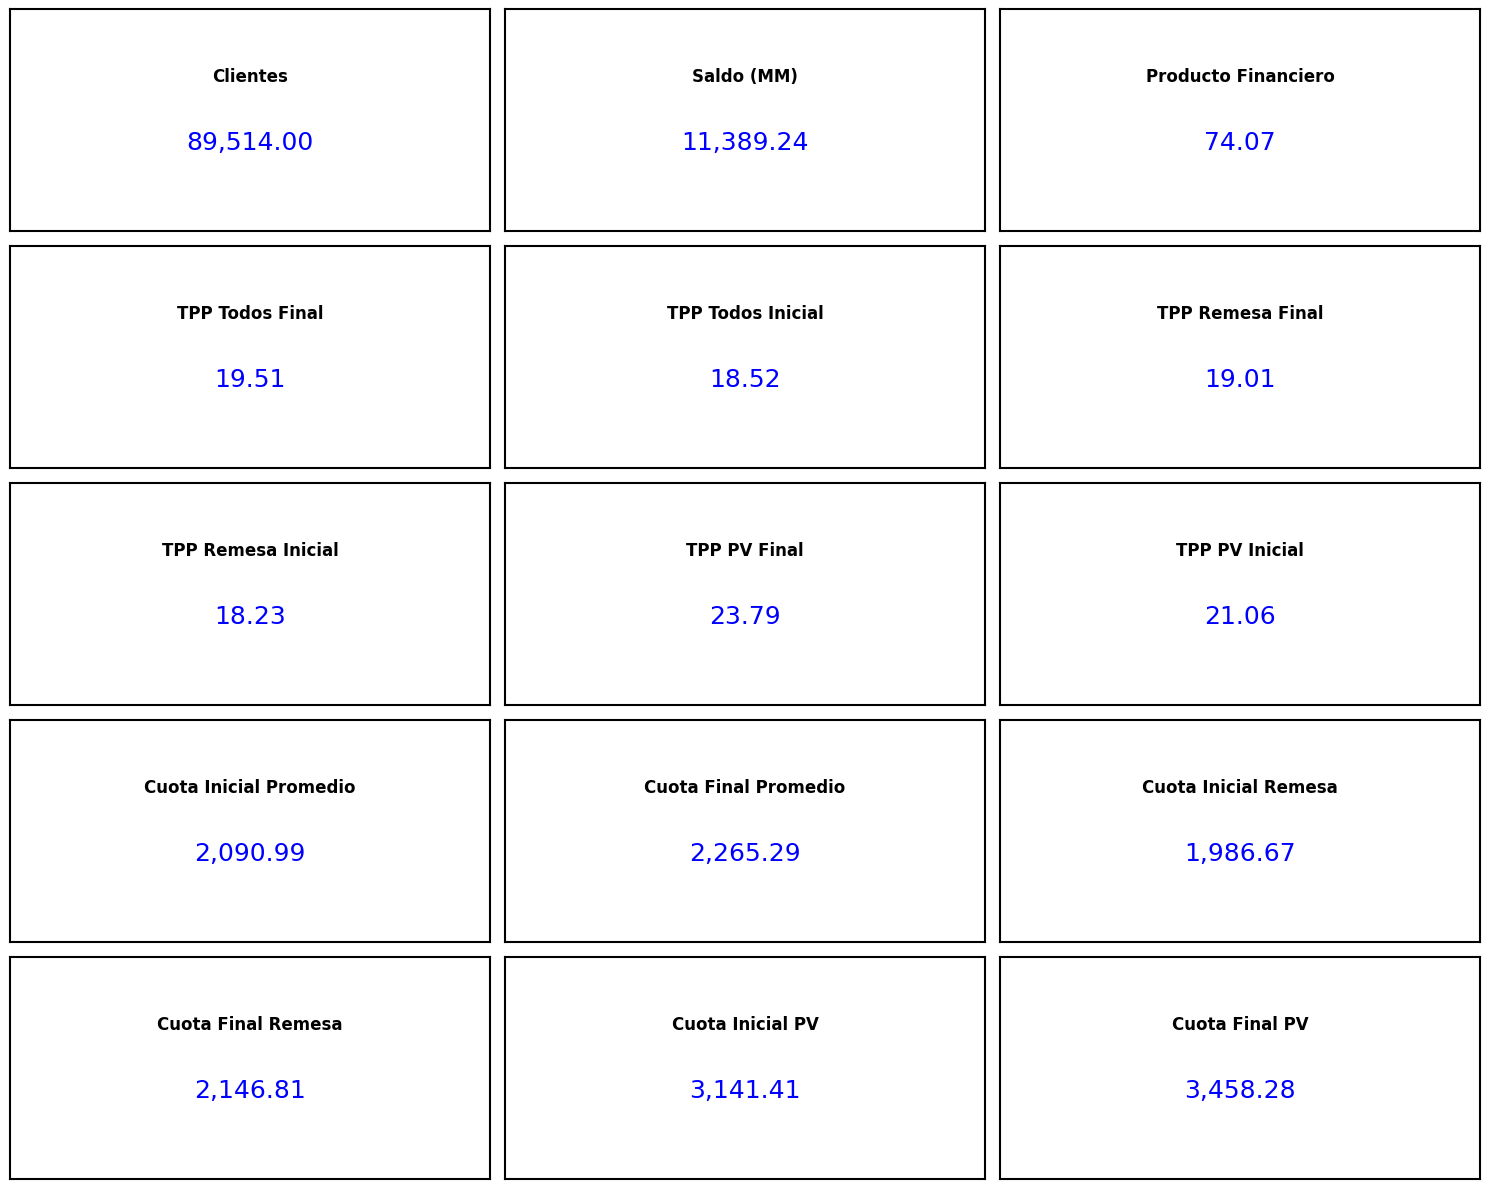 Clientes
89,514.00
Saldo (MM)
11,389.24
Producto Financiero
74.07
TPP Todos Final
19.51
TPP Todos Inicial
18.52
TPP Remesa Final
19.01
TPP Remesa Inicial
18.23
TPP PV Final
23.79
TPP PV Inicial
21.06
Cuota Inicial Promedio
2,090.99
Cuota Final Promedio
2,265.29
Cuota Inicial Remesa
1,986.67
Cuota Final Remesa
2,146.81
Cuota Inicial PV
3,141.41
Cuota Final PV
3,458.28